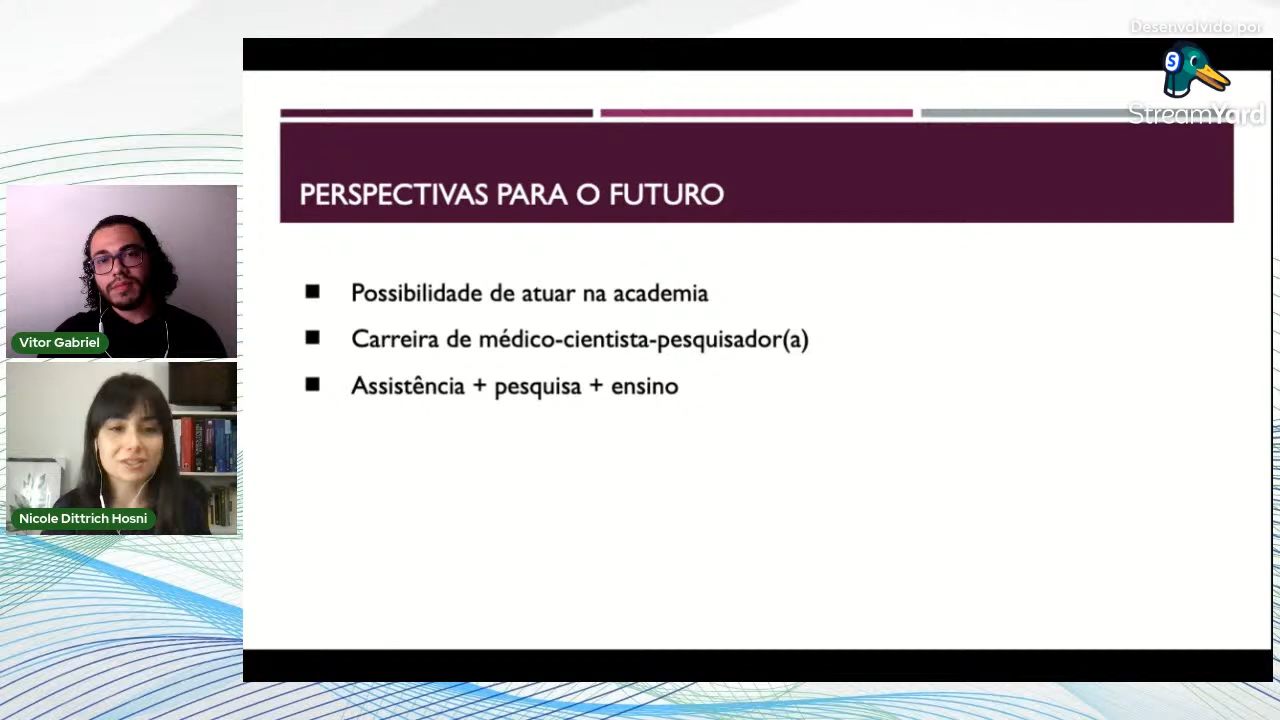 Desenvolvido por
S
StreamYard
PERSPECTIVAS PARA O FUTURO
Possibilidade de atuar na academia
Carreira de médico-cientista-pesquisador(a)
Assistência + pesquisa + ensino
Vitor Gabriel
Nicole Dittrich Hosni